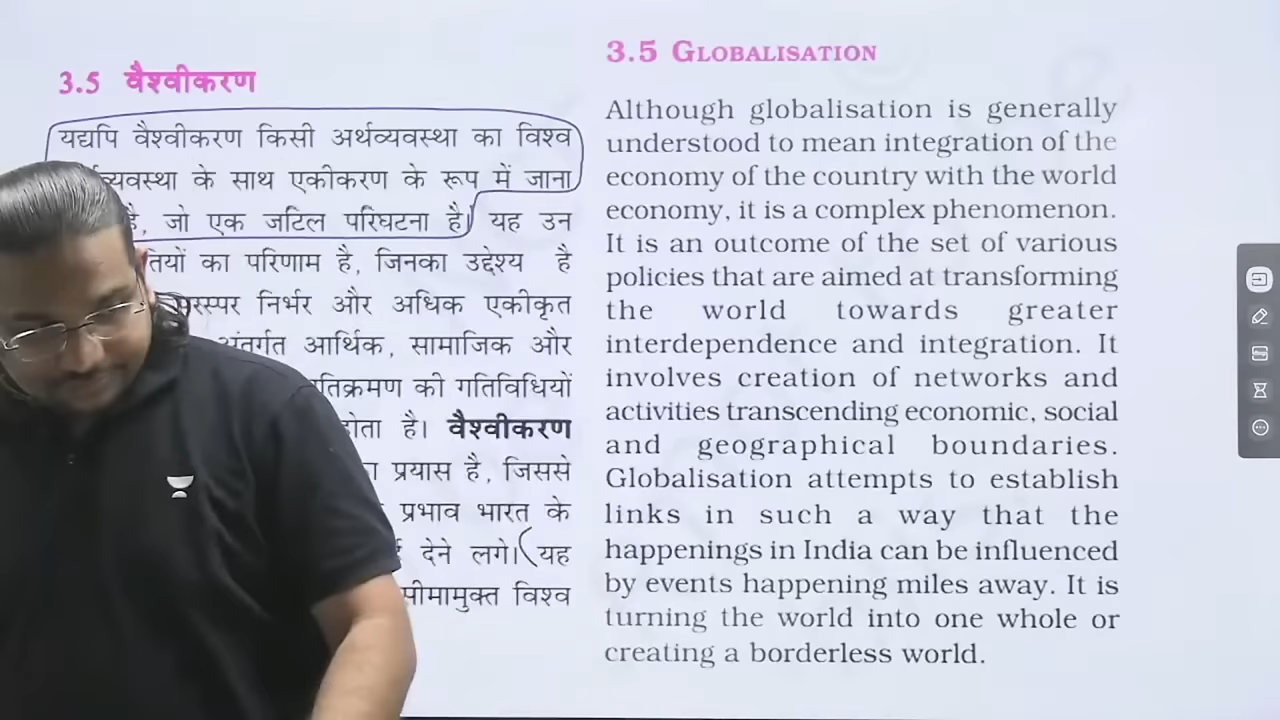 3.5 वैश्वीकरण
यद्यपि वैश्वीकरण किसी अर्थव्यवस्था का विश्व
के साथ एकीकरण के रूप में जाना
है, जो एक जटिल परिघटना है। यह उन
का परिणाम है, जिनका उद्देश्य है
परस्पर निर्भर और अधिक एकीकृत
अंतर्गत आर्थिक, सामाजिक और
की गतिविधियों
होता है। वैश्वीकरण
प्रयास है, जिससे
प्रभाव भारत के
देने लगे। यह
सीमामुक्त विश्व
3.5 GLOBALISATION
Although globalisation is generally
understood to mean integration of the
economy of the country with the world
economy, it is a complex phenomenon.
It is an outcome of the set of various
policies that are aimed at transforming
the world towards greater
interdependence and integration. It
involves creation of networks and
activities transcending economic, social
and geographical boundaries.
Globalisation attempts to establish
links in such a way that the
happenings in India can be influenced
by events happening miles away. It is
turning the world into one whole or
creating a borderless world.